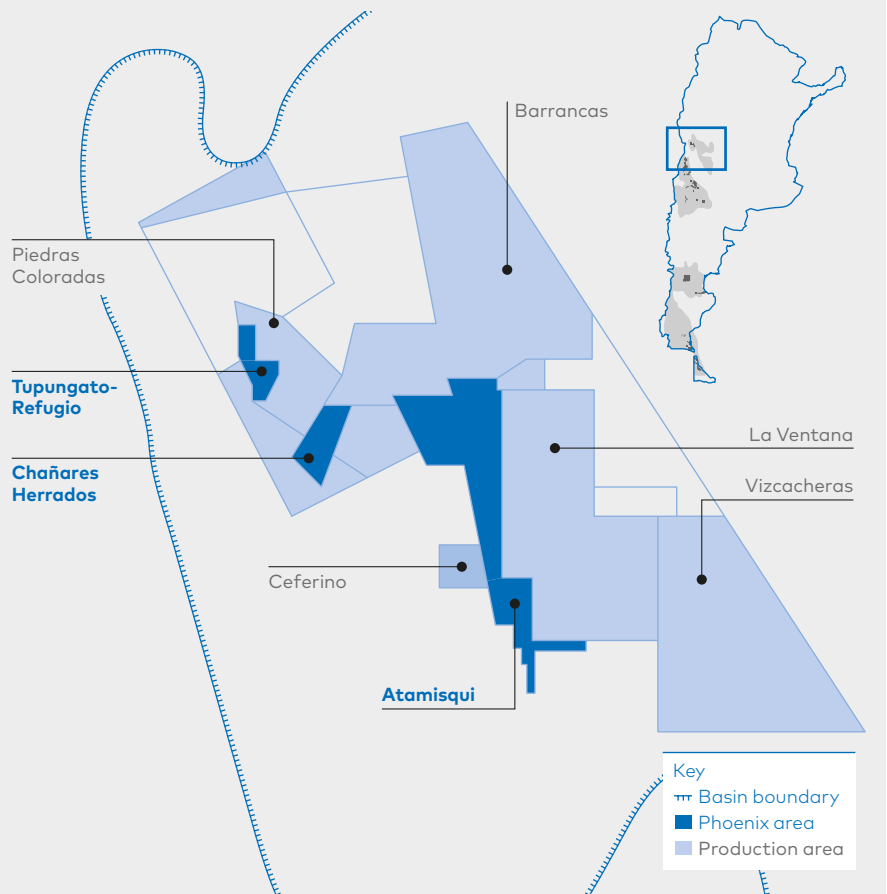 Barrancas
Piedras
Coloradas
Tupungato-
Refugio
Chañares
Herrados
La Ventana
Vizcacheras
Ceferino
Atamisqui
Key
Basin boundary
Phoenix area
Production area